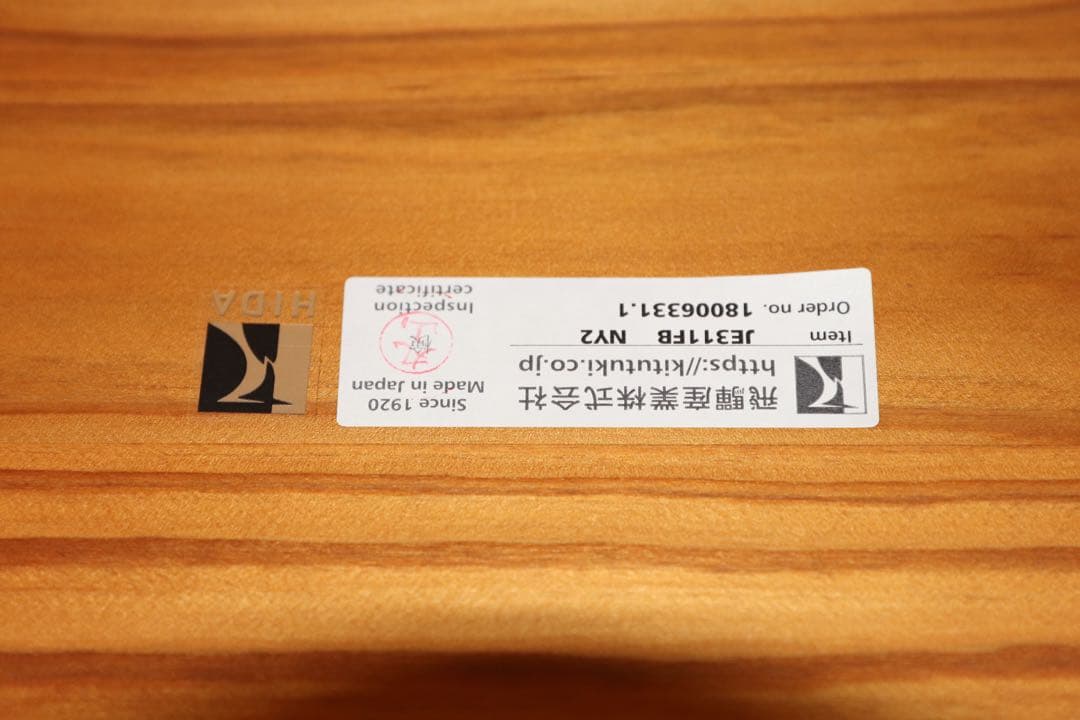 飛驒産業株式会社
https://kitutuki.co.jp
Item JE311FB NY2
Order no. 18006331.1
Since 1920
Made in Japan
Inspection
certificate
HIDA